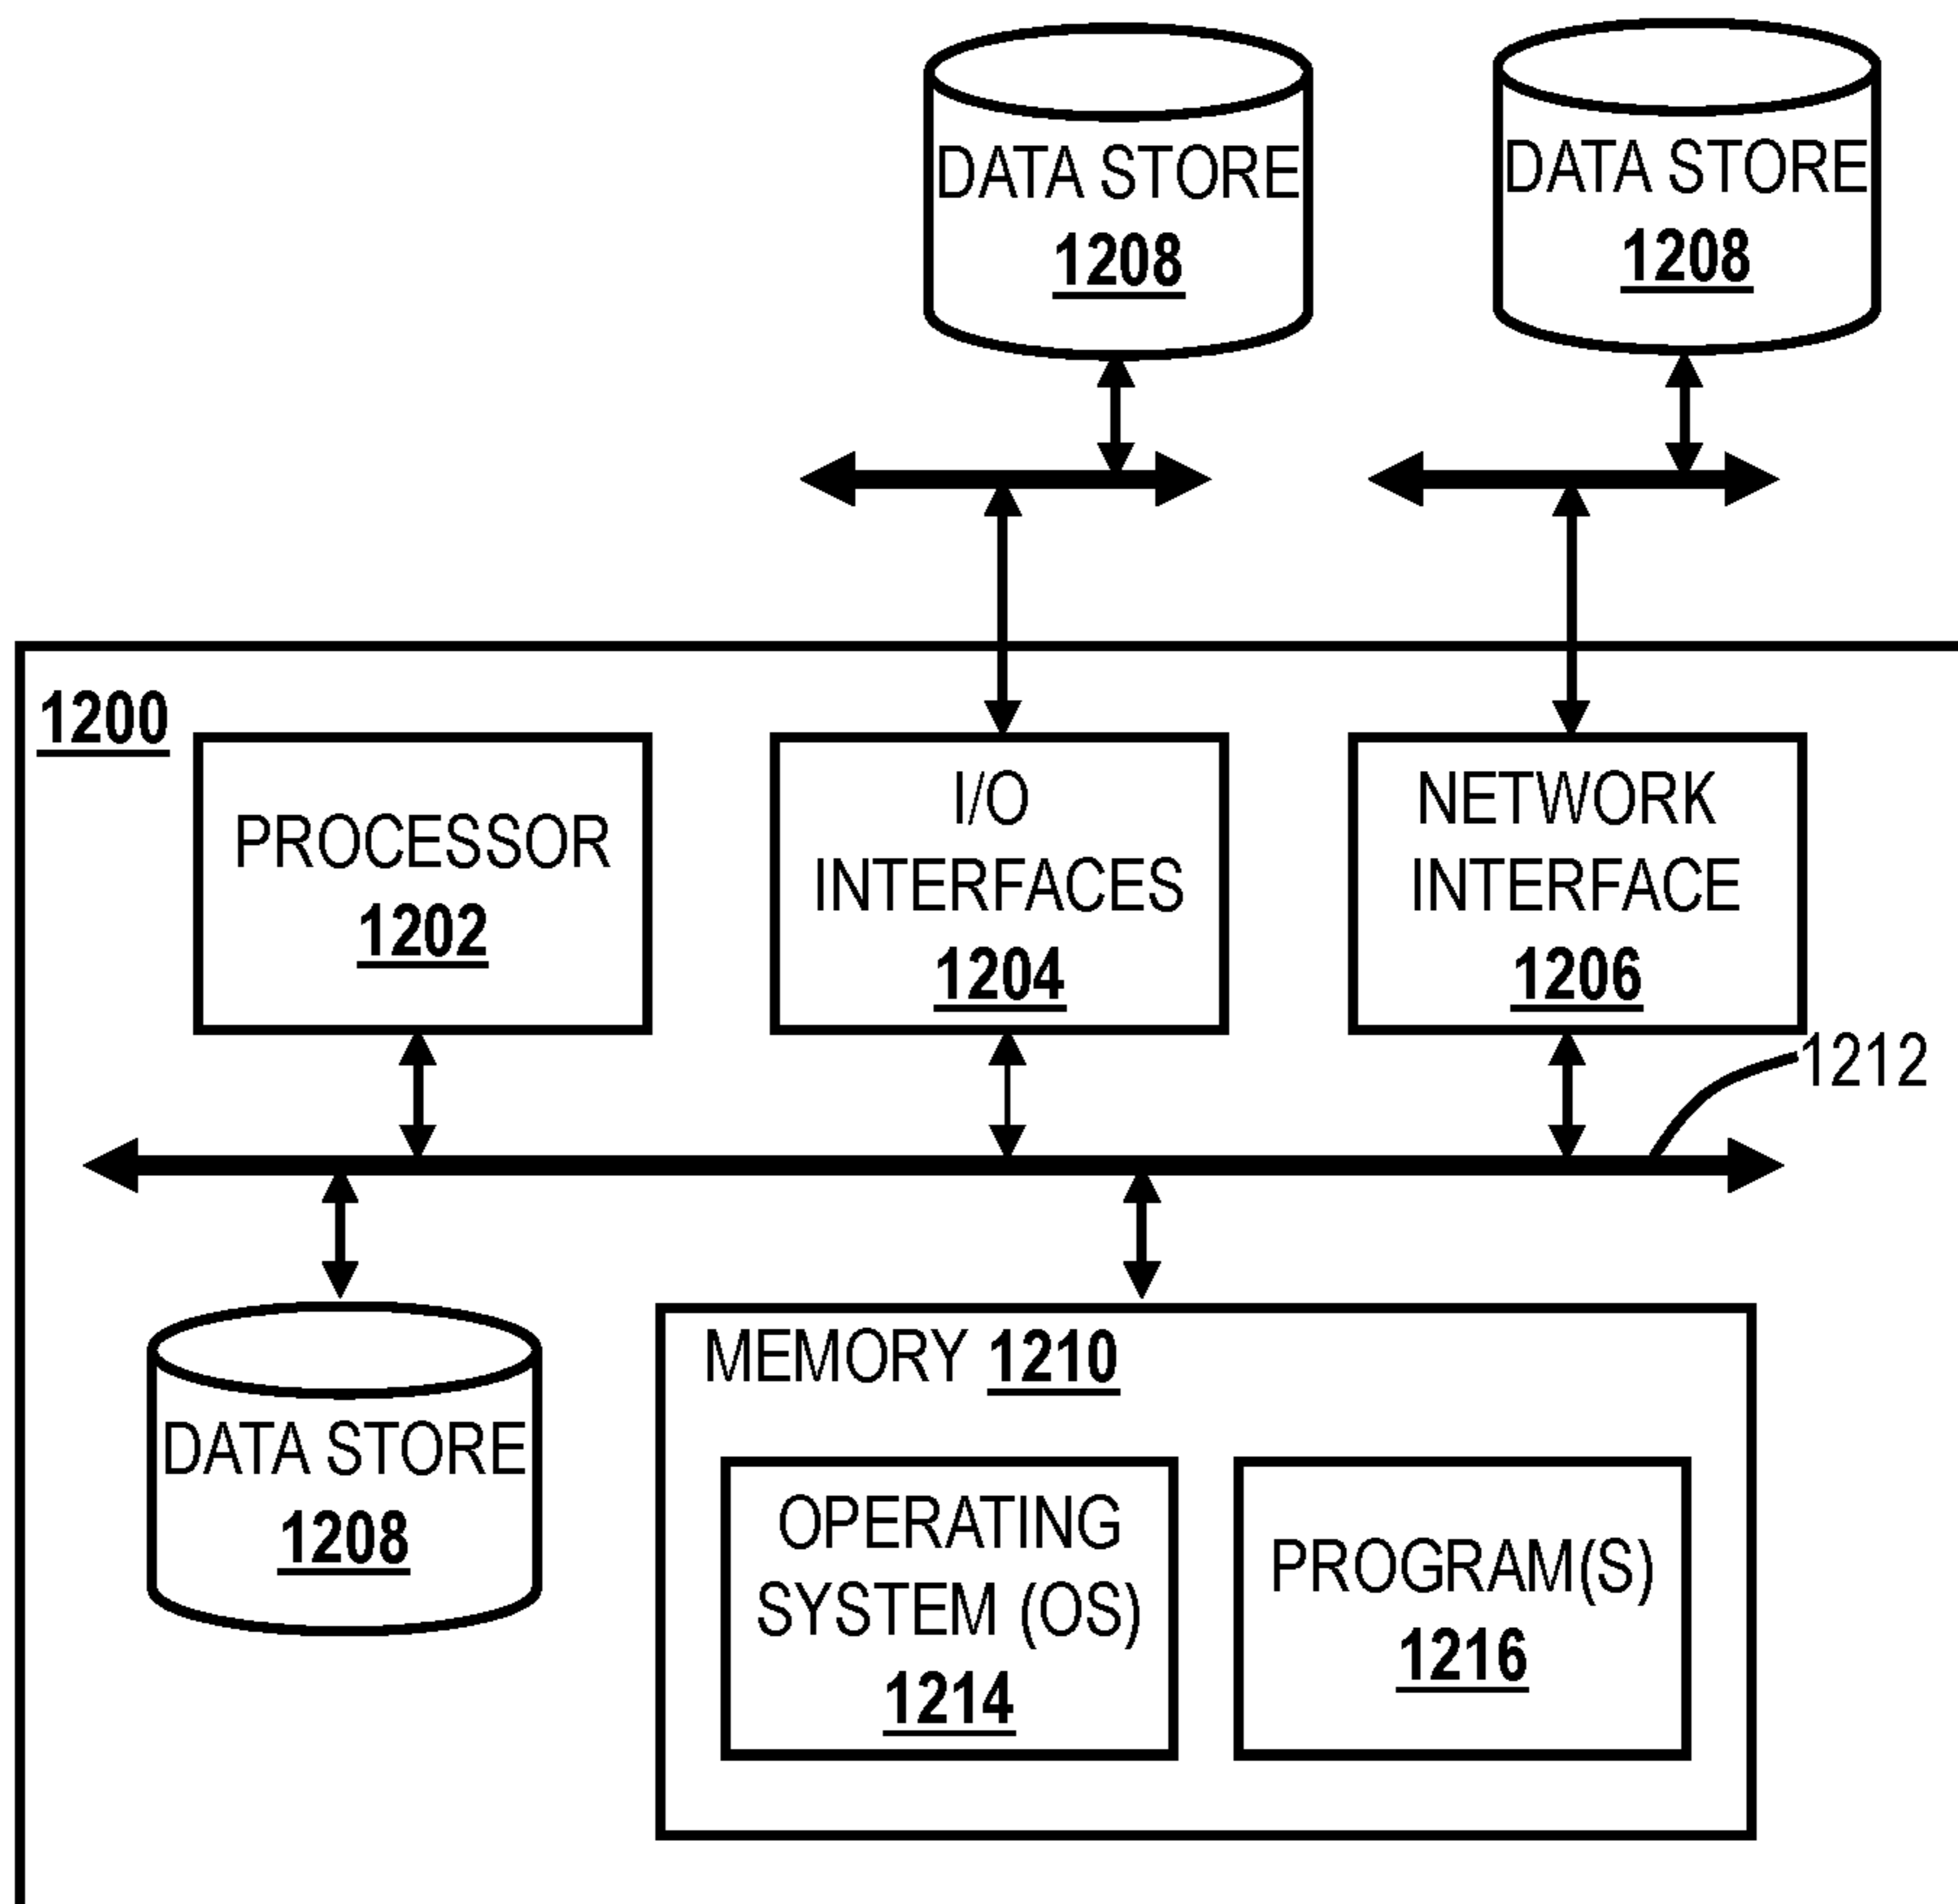 DATA STORE
1208
DATA STORE
1208
1200
PROCESSOR
1202
I/O
INTERFACES
1204
NETWORK
INTERFACE
1206
1212
DATA STORE
1208
MEMORY 1210
OPERATING
SYSTEM (OS)
1214
PROGRAM(S)
1216